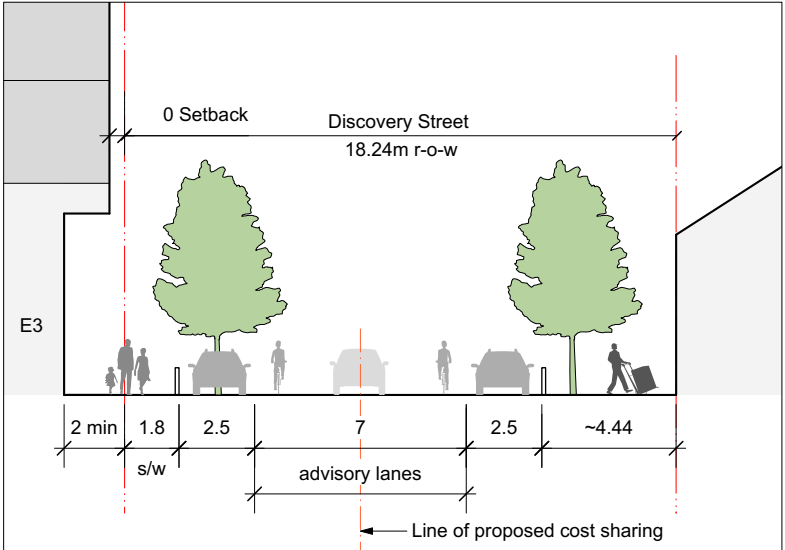 0 Setback
Discovery Street
18.24m r-o-w
E3
2 min
1.8
2.5
7
2.5
~4.44
s/w
advisory lanes
Line of proposed cost sharing